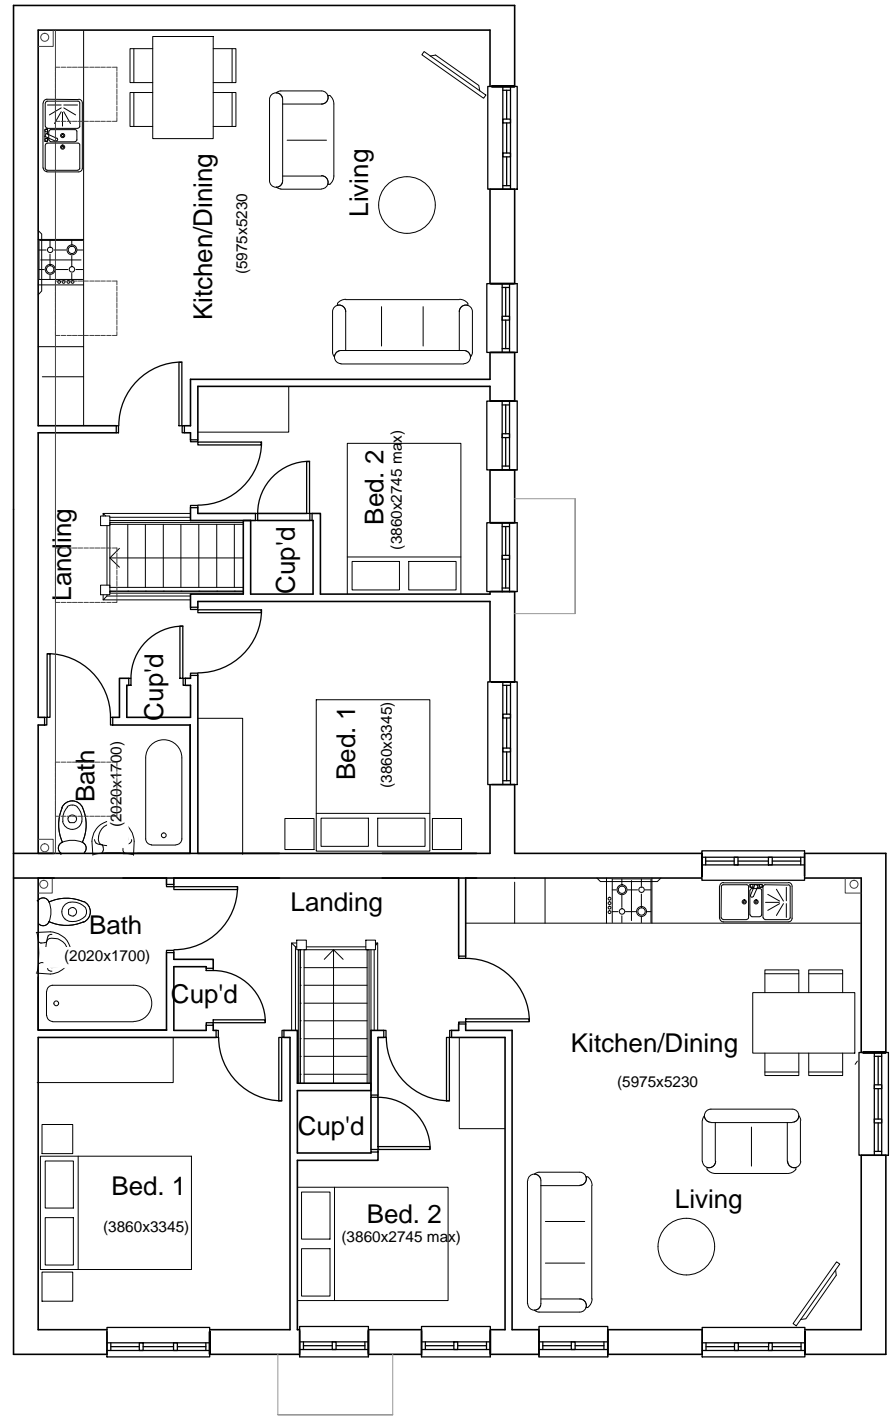 Kitchen/Dining
(5975x5230
Living
Bed. 2
(3860x2745 max)
Landing
Cup'd
Cup'd
Bed. 1
(3860x3345)
Bath
(2020x1700)
Landing
Bath
(2020x1700)
Cup'd
Kitchen/Dining
(5975x5230
Cup'd
Bed. 1
(3860x3345)
Bed. 2
(3860x2745 max)
Living